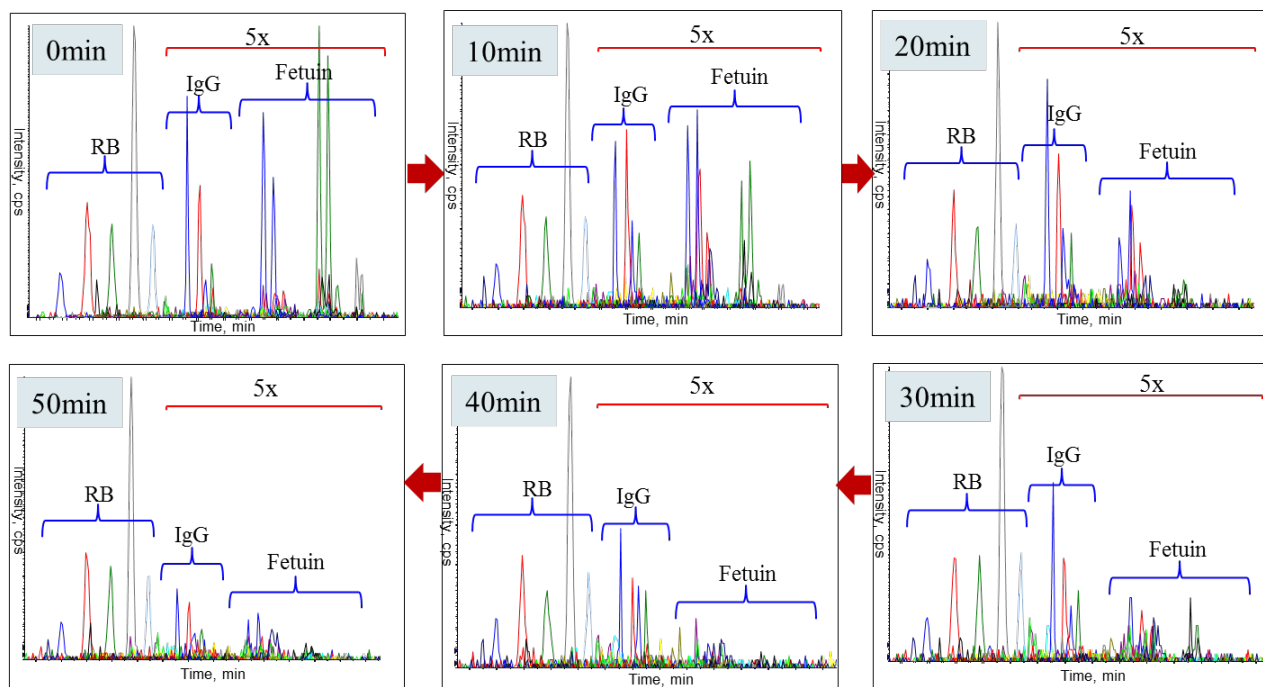 0min
5x
IgG
Fetuin
RB
Intensity, cps
Time, min
10min
5x
Fetuin
IgG
RB
Intensity, cps
Time, min
20min
5x
IgG
RB
Fetuin
Intensity, cps
Time, min
50min
5x
RB
IgG
Fetuin
Intensity, cps
Time, min
40min
5x
RB
IgG
Fetuin
Intensity, cps
Time, min
30min
5x
IgG
RB
Fetuin
Intensity, cps
Time, min